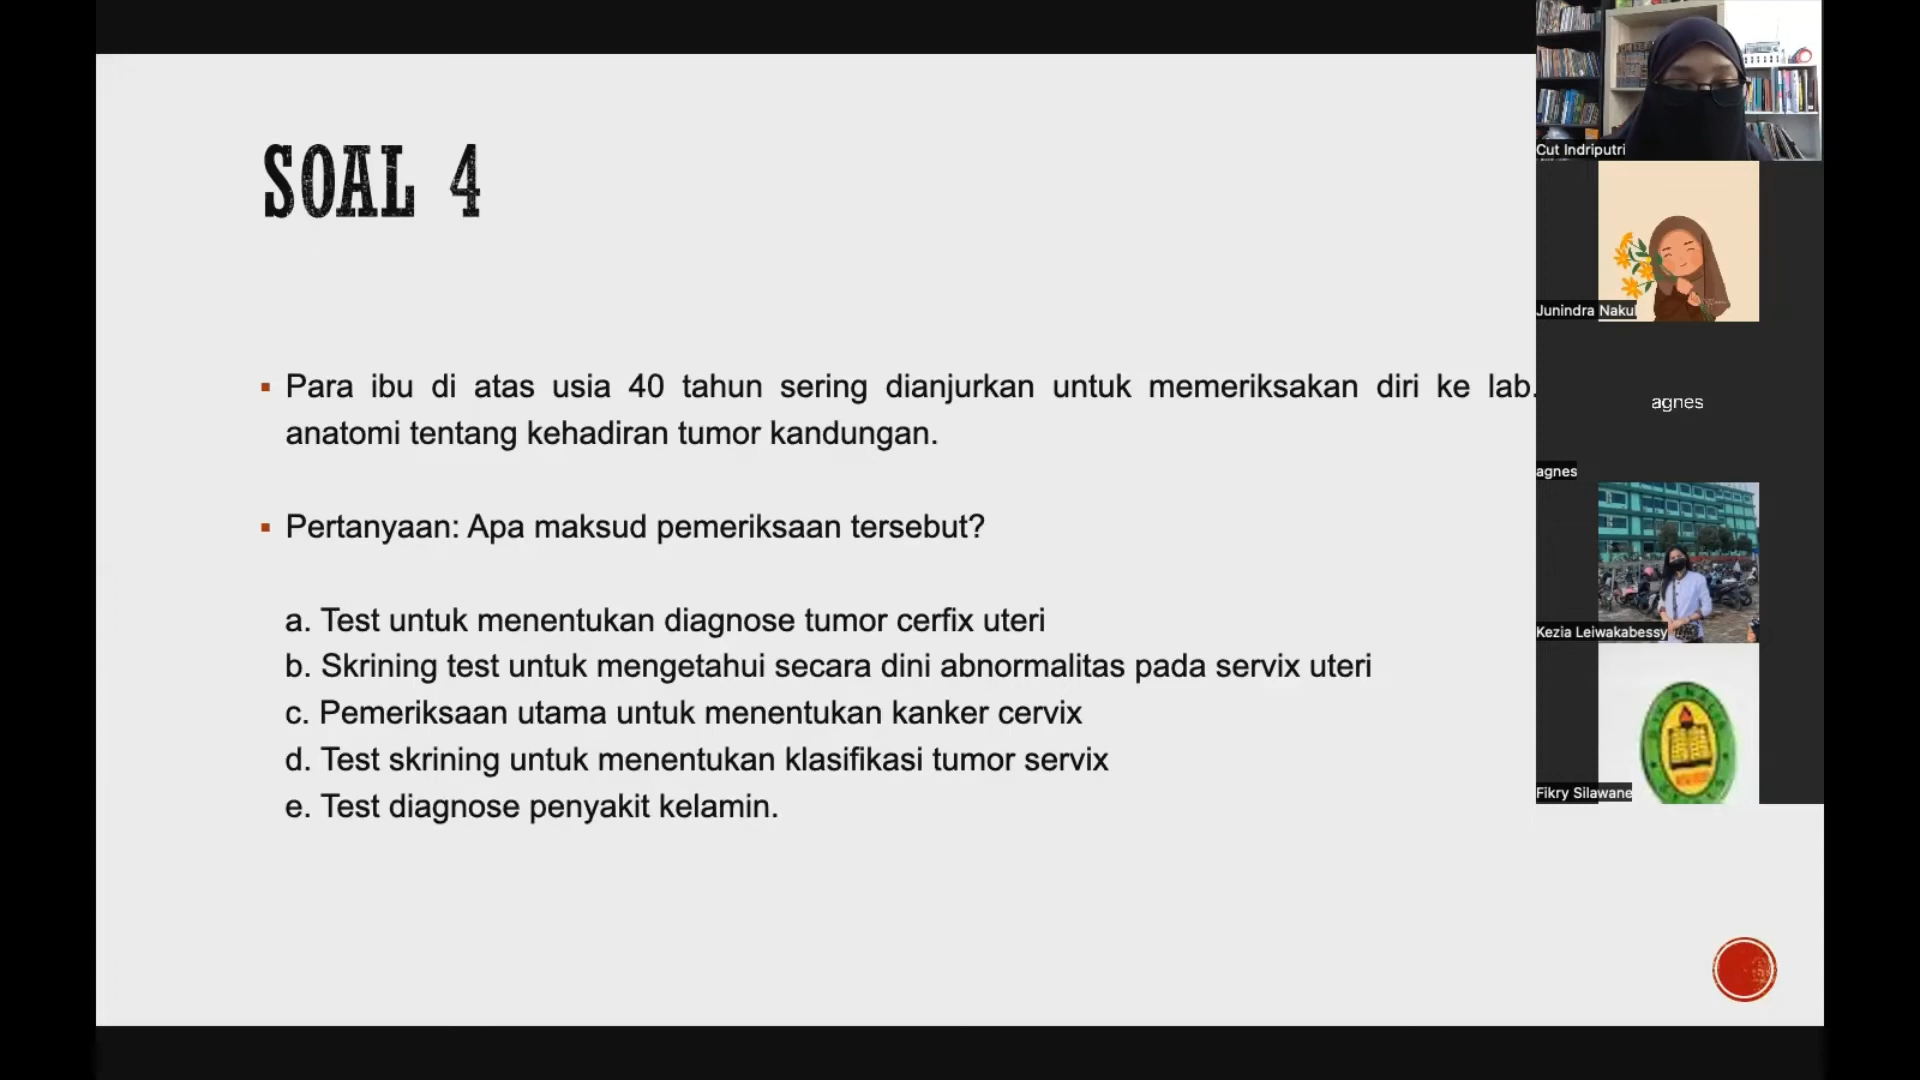 SOAL 4
Para ibu di atas usia 40 tahun sering dianjurkan untuk memeriksakan diri ke lab.
anatomi tentang kehadiran tumor kandungan.
Pertanyaan: Apa maksud pemeriksaan tersebut?
a. Test untuk menentukan diagnose tumor cerfix uteri
b. Skrining test untuk mengetahui secara dini abnormalitas pada servix uteri
c. Pemeriksaan utama untuk menentukan kanker cervix
d. Test skrining untuk menentukan klasifikasi tumor servix
e. Test diagnose penyakit kelamin.
Cut Indriputri
Junindra Nakul
agnes
agnes
Kezia Leiwakabessy
Fikry Silawane